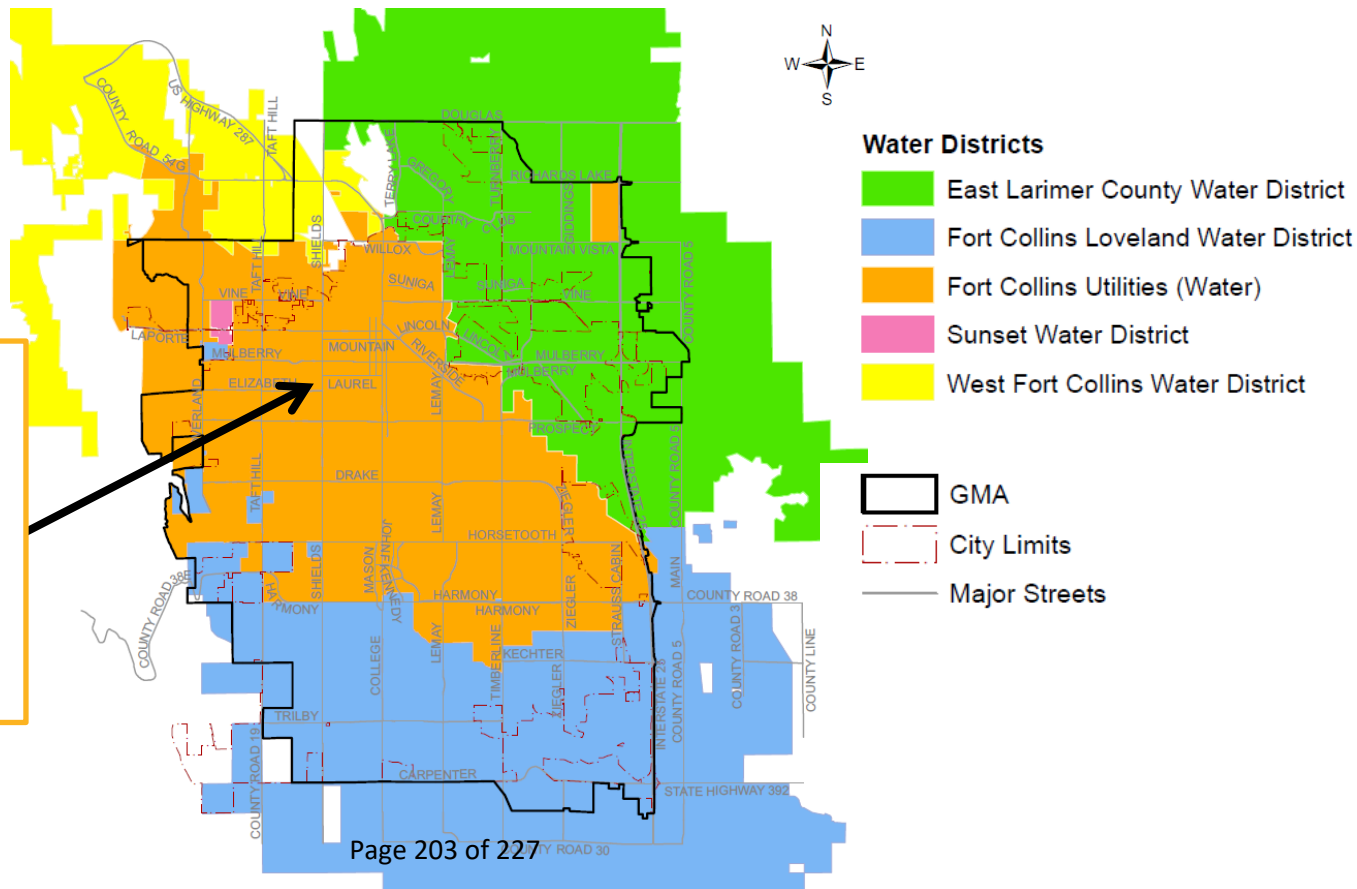 N
W
E
S
Water Districts
East Larimer County Water District
Fort Collins Loveland Water District
Fort Collins Utilities (Water)
Sunset Water District
West Fort Collins Water District
GMA
City Limits
Major Streets
DOUGLAS
US HIGHWAY 287
TAFT HILL
COUNTY ROAD 54G
TERRY LAKE
GREGORY
TURNBERRY
RICHARDS LAKE
GIDDINGS
COUNTRY CLUB
SHIELDS
WILLOX
LEMAY
MOUNTAIN VISTA
COUNTY ROAD 5
TAFT HILL
SUNIGA
SUNIGA
VINE
VINE
VINE
LAPORTE
LINCOLN
LINCOLN
MULBERRY
MOUNTAIN
RIVERSIDE
MULBERRY
MULBERRY
ELIZABETH
LAUREL
LEMAY
OVERLAND
PROSPECT
COUNTY ROAD 5
INTERSTATE 25
DRAKE
TAFT HILL
ZIEGLER
LEMAY
HORSETOOTH
JOHN F KENNEDY
MASON
SHIELDS
STRAUSS CABIN
MAIN
COUNTY ROAD 38E
HARMONY
HARMONY
HARMONY
ZIEGLER
COUNTY ROAD 38
COUNTY ROAD 3
COUNTY LINE
LEMAY
KECHTER
COLLEGE
TIMBERLINE
ZIEGLER
INTERSTATE 25
COUNTY ROAD 5
TRILBY
COUNTY ROAD 19
CARPENTER
STATE HIGHWAY 392
COUNTY ROAD 30
Page 203 of 227